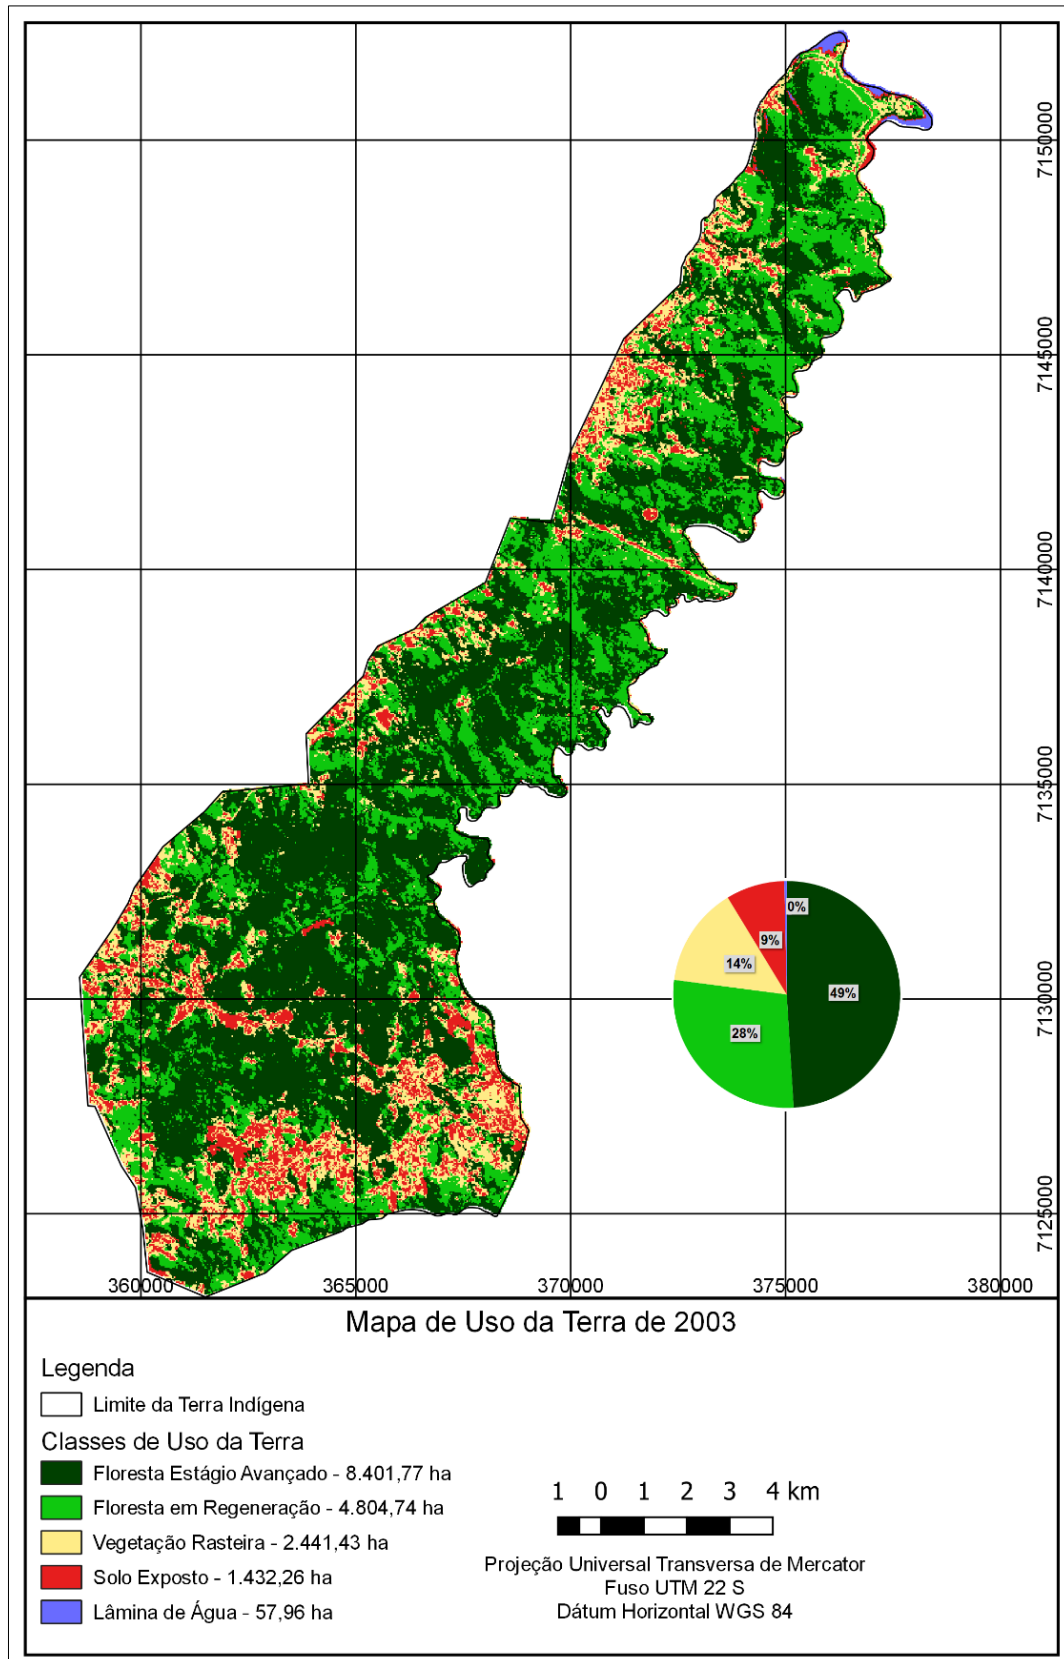 7150000
7145000
7140000
7135000
7130000
7125000
0%
9%
14%
49%
28%
360000 365000 370000 375000 380000
Mapa de Uso da Terra de 2003
Legenda
Limite da Terra Indígena
Classes de Uso da Terra
Floresta Estágio Avançado - 8.401,77 ha
Floresta em Regeneração - 4.804,74 ha
Vegetação Rasteira - 2.441,43 ha
Solo Exposto - 1.432,26 ha
Lâmina de Água - 57,96 ha
1 0 1 2 3 4 km
Projeção Universal Transversa de Mercator
Fuso UTM 22 S
Dátum Horizontal WGS 84